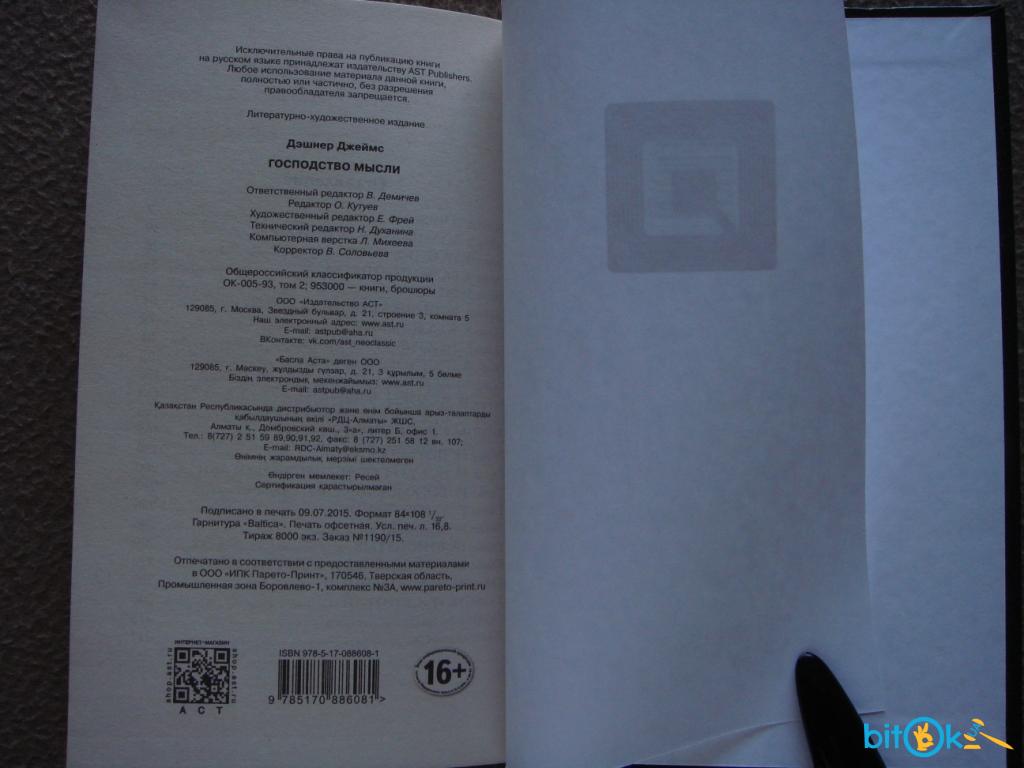 Исключительные права на публикацию книги
на русском языке принадлежат издательству AST Publishers.
Любое использование материала данной книги,
полностью или частично, без разрешения
правообладателя запрещается.
Литературно-художественное издание
Дэшнер Джеймс
ГОСПОДСТВО МЫСЛИ
Ответственный редактор В. Демичев
Редактор О. Кутуев
Художественный редактор Е. Фрей
Технический редактор Н. Духанина
Компьютерная верстка Л. Михеева
Корректор В. Соловьева
Общероссийский классификатор продукции
ОК-005-93, том 2; 953000 — книги, брошюры
ООО «Издательство АСТ»
129085, г. Москва, Звездный бульвар, д. 21, строение 3, комната 5
Наш электронный адрес: www.ast.ru
E-mail: astpub@aha.ru
ВКонтакте: vk.com/ast_neoclassic
«Баспа Аста» деген ООО
129085, г. Мәскеу, жұлдызды гүлзар, д. 21, 3 құрылым, 5 бөлме
Біздің электрондық мекенжайымыз: www.ast.ru
E-mail: astpub@aha.ru
Қазақстан Республикасында дистрибьютор және өнім бойынша арыз-талаптарды
қабылдаушының өкілі «РДЦ-Алматы» ЖШС,
Алматы қ., Домбровский көш., 3«а», литер Б, офис 1.
Тел.: 8(727) 2 51 59 89,90,91,92, факс: 8 (727) 251 58 12 вн. 107;
E-mail: RDC-Almaty@eksmo.kz
Өнімнің жарамдылық мерзімі шектелмеген
Өндірген мемлекет: Ресей
Сертификация қарастырылмаған
Подписано в печать 09.07.2015. Формат 84×108 1/32
Гарнитура «Baltica». Печать офсетная. Усл. печ. л. 16,8.
Тираж 8000 экз. Заказ №1190/15.
Отпечатано в соответствии с предоставленными материалами
в ООО «ИПК Парето-Принт», 170546, Тверская область,
Промышленная зона Боровлево-1, комплекс №3А, www.pareto-print.ru
ИНТЕРНЕТ-МАГАЗИН
shop.ast.ru
shop.ast.ru
АСТ
ISBN 978-5-17-088608-1
9 785170 886081 >
16+
bitOk
UA